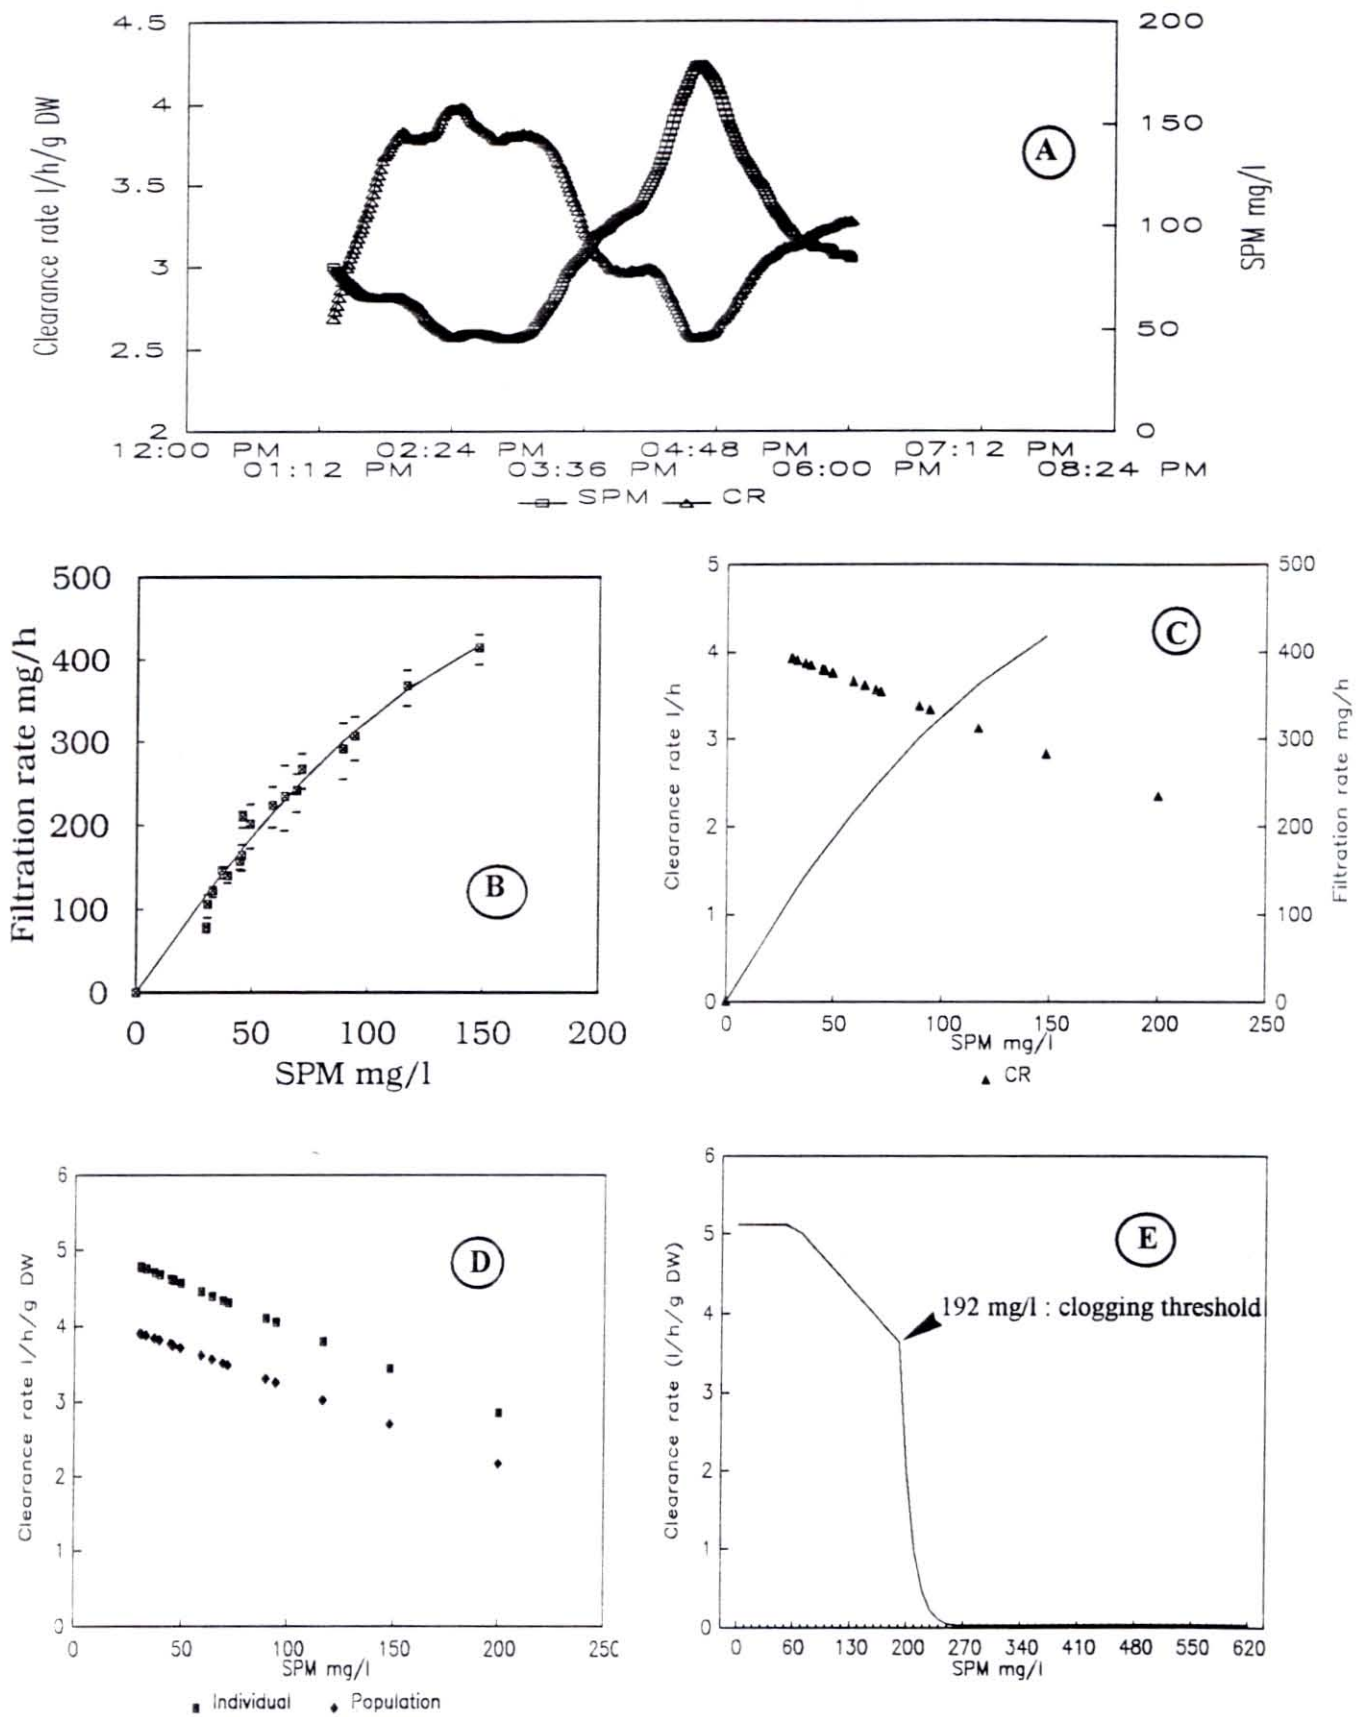 4.5
4
3.5
3
2.5
2
Clearance rate l/h/g DW
200
150
100
50
0
SPM mg/l
A
12:00 PM 02:24 PM 04:48 PM 07:12 PM
01:12 PM 03:36 PM 06:00 PM 08:24 PM
SPM CR
500
400
300
200
100
0
Filtration rate mg/h
B
0 50 100 150 200
SPM mg/l
5
4
3
2
1
0
Clearance rate l/h
500
400
300
200
100
0
Filtration rate mg/h
C
0 50 100 150 200 250
SPM mg/l
CR
6
5
4
3
2
1
0
Clearance rate l/h/g DW
D
0 50 100 150 200 250
SPM mg/l
Individual Population
6
5
4
3
2
1
0
Clearance rate (l/h/g DW)
E
192 mg/l : clogging threshold
0 60 130 200 270 340 410 480 550 620
SPM mg/l